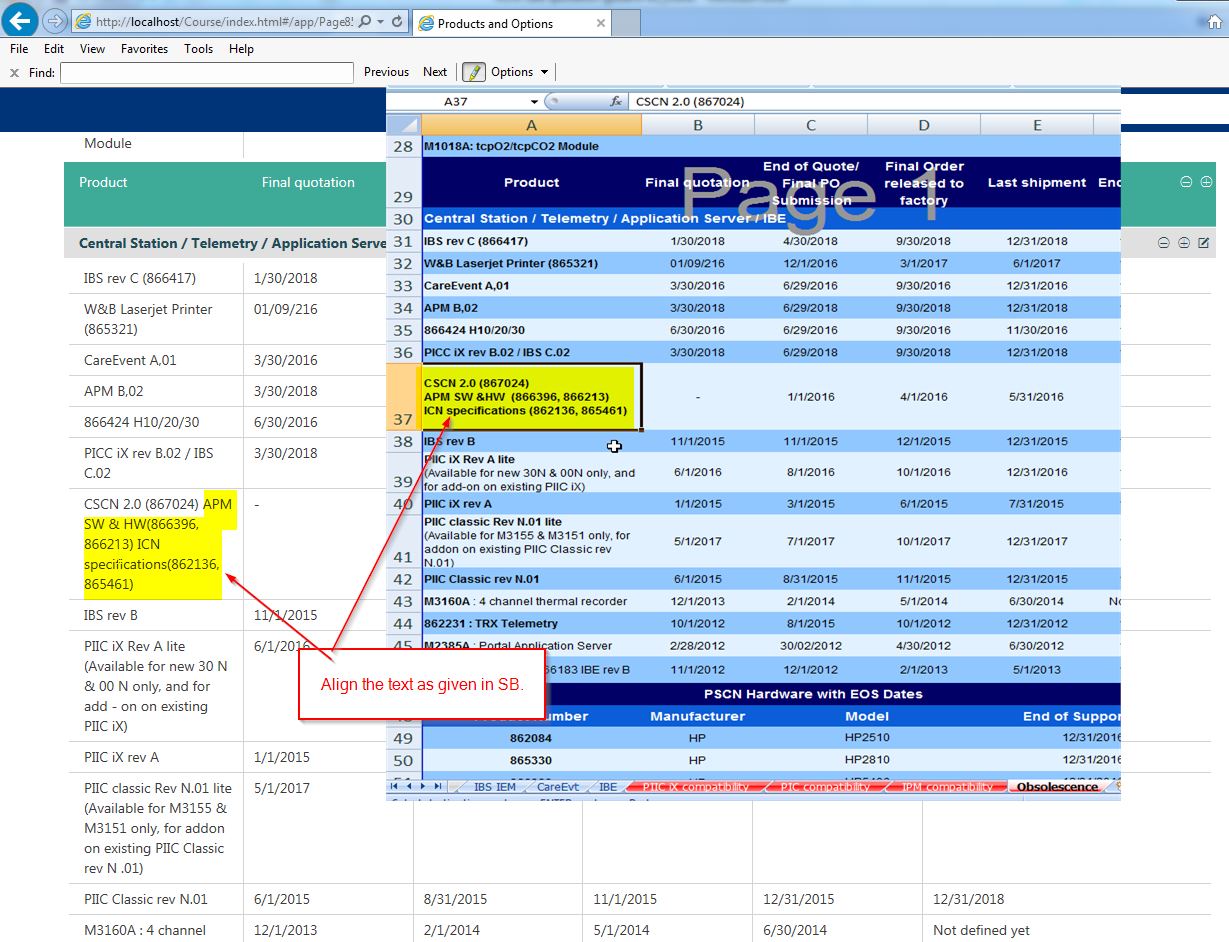 http://localhost/Course/index.html#/app/Page85
Products and Options
File Edit View Favorites Tools Help
Find: Previous Next Options
A37 fx CSCN 2.0 (867024)
A B C D E
Module
Product Final quotation
Central Station / Telemetry / Application Serve
IBS rev C (866417) 1/30/2018
W&B Laserjet Printer 01/09/216
(865321)
CareEvent A.01 3/30/2016
APM B,02 3/30/2018
866424 H10/20/30 6/30/2016
PICC iX rev B.02 / IBS 3/30/2018
C.02
CSCN 2.0 (867024) APM -
SW & HW(866396,
866213) ICN
specifications(862136,
865461)
IBS rev B 11/1/2015
PIIC iX Rev A lite 6/1/2016
(Available for new 30 N
& 00 N only, and for
add - on on existing
PIIC iX)
PIIC iX rev A 1/1/2015
PIIC classic Rev N.01 lite 5/1/2017
(Available for M3155 &
M3151 only, for addon
on existing PIIC Classic
rev N .01)
PIIC Classic rev N.01 6/1/2015 8/31/2015 11/1/2015 12/31/2015 12/31/2018
M3160A : 4 channel 12/1/2013 2/1/2014 5/1/2014 6/30/2014 Not defined yet
28 M1018A: tcpO2/tcpCO2 Module
Page 1
29 Product Final quotation End of Quote/ Final PO Submission Final Order released to factory Last shipment End
30 Central Station / Telemetry / Application Server / IBE
31 IBS rev C (866417) 1/30/2018 4/30/2018 9/30/2018 12/31/2018
32 W&B Laserjet Printer (865321) 01/09/216 12/1/2016 3/1/2017 6/1/2017
33 CareEvent A,01 3/30/2016 6/29/2016 9/30/2016 12/31/2016
34 APM B,02 3/30/2018 6/29/2018 9/30/2018 12/31/2018
35 866424 H10/20/30 6/30/2016 6/29/2016 9/30/2016 11/30/2016
36 PICC iX rev B.02 / IBS C.02 3/30/2018 6/29/2018 9/30/2018 12/31/2018
CSCN 2.0 (867024)
APM SW &HW (866396, 866213) - 1/1/2016 4/1/2016 5/31/2016
ICN specifications (862136, 865461)
37
38 IBS rev B 11/1/2015 11/1/2015 12/1/2015 12/31/2015
PIIC iX Rev A lite
(Available for new 30N & 00N only, and 6/1/2016 8/1/2016 10/1/2016 12/31/2016
39 for add-on on existing PIIC iX)
40 PIIC iX rev A 1/1/2015 3/1/2015 6/1/2015 7/31/2015
PIIC classic Rev N.01 lite
(Available for M3155 & M3151 only, for 5/1/2017 7/1/2017 10/1/2017 12/31/2017
addon on existing PIIC Classic rev
41 N.01)
42 PIIC Classic rev N.01 6/1/2015 8/31/2015 11/1/2015 12/31/2015
43 M3160A : 4 channel thermal recorder 12/1/2013 2/1/2014 5/1/2014 6/30/2014 No
44 862231 : TRX Telemetry 10/1/2012 8/1/2015 10/1/2012 12/31/2012
45 M2385A : Portal Application Server 2/28/2012 30/02/2012 4/30/2012 6/30/2012
66183 IBE rev B 11/1/2012 12/1/2012 2/1/2013 5/1/2013
PSCN Hardware with EOS Dates
Manufacturer Model End of Suppor
49 862084 HP HP2510 12/31/2016
50 865330 HP HP2810 12/31/2016
IBS IEM CareEvt IBE PIIC iX compatibility PIC compatibility IPM compatibility Obsolescence
Align the text as given in SB.